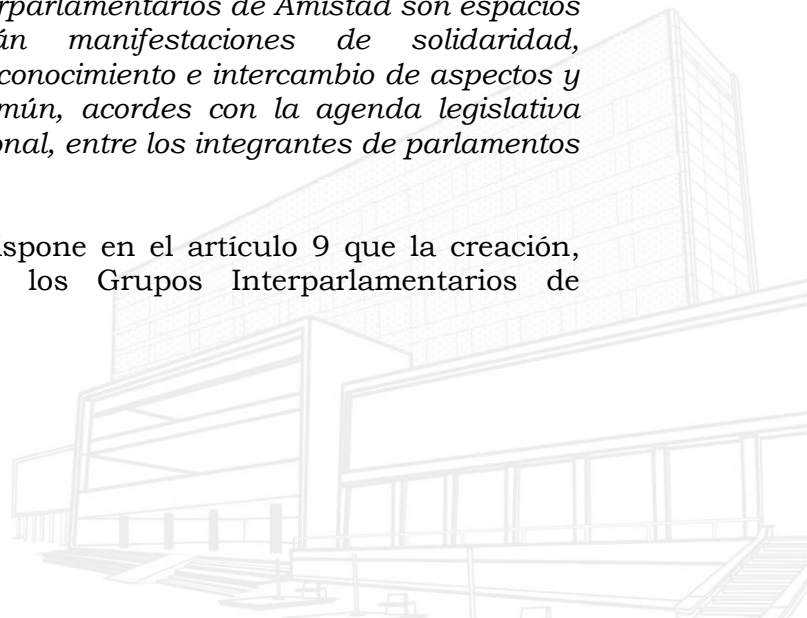 erparlamentarios de Amistad son espacios
án manifestaciones de solidaridad,
conocimiento e intercambio de aspectos y
mún, acordes con la agenda legislativa
onal, entre los integrantes de parlamentos
ispone en el artículo 9 que la creación,
los Grupos Interparlamentarios de